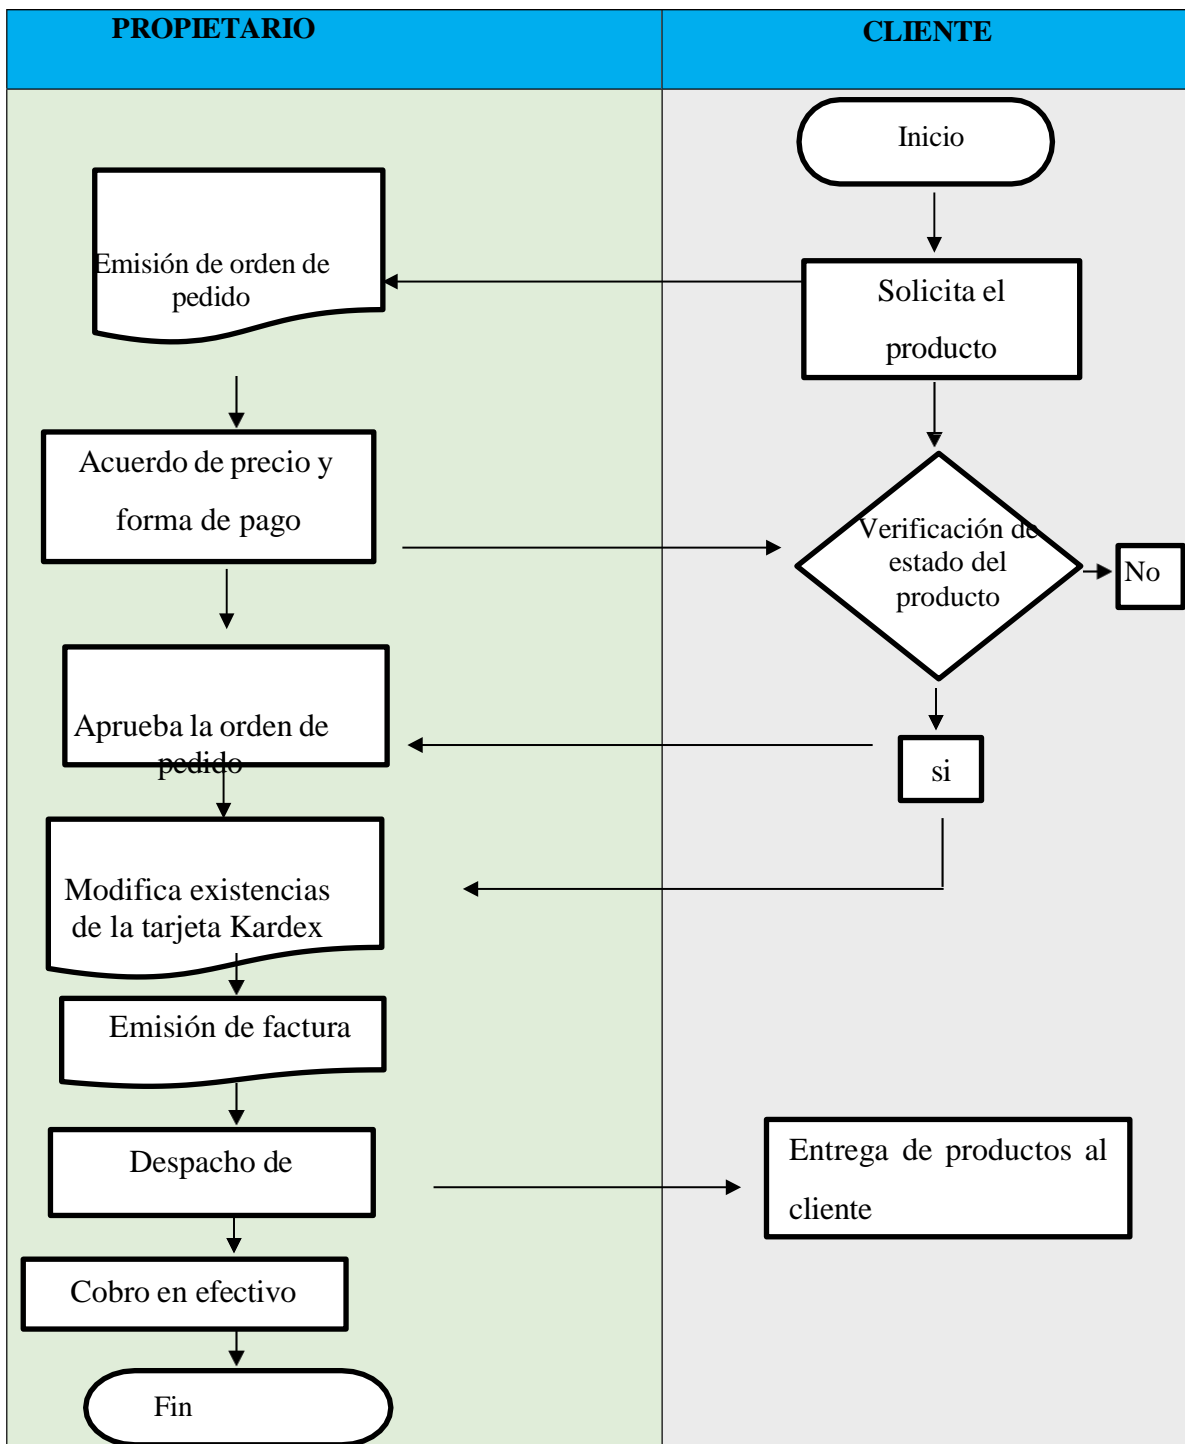 PROPIETARIO
CLIENTE
Inicio
Emisión de orden de
pedido
Solicita el
producto
Acuerdo de precio y
forma de pago
Verificación de
estado del
producto
No
Aprueba la orden de
pedido
si
Modifica existencias
de la tarjeta Kardex
Emisión de factura
Despacho de
Entrega de productos al
cliente
Cobro en efectivo
Fin